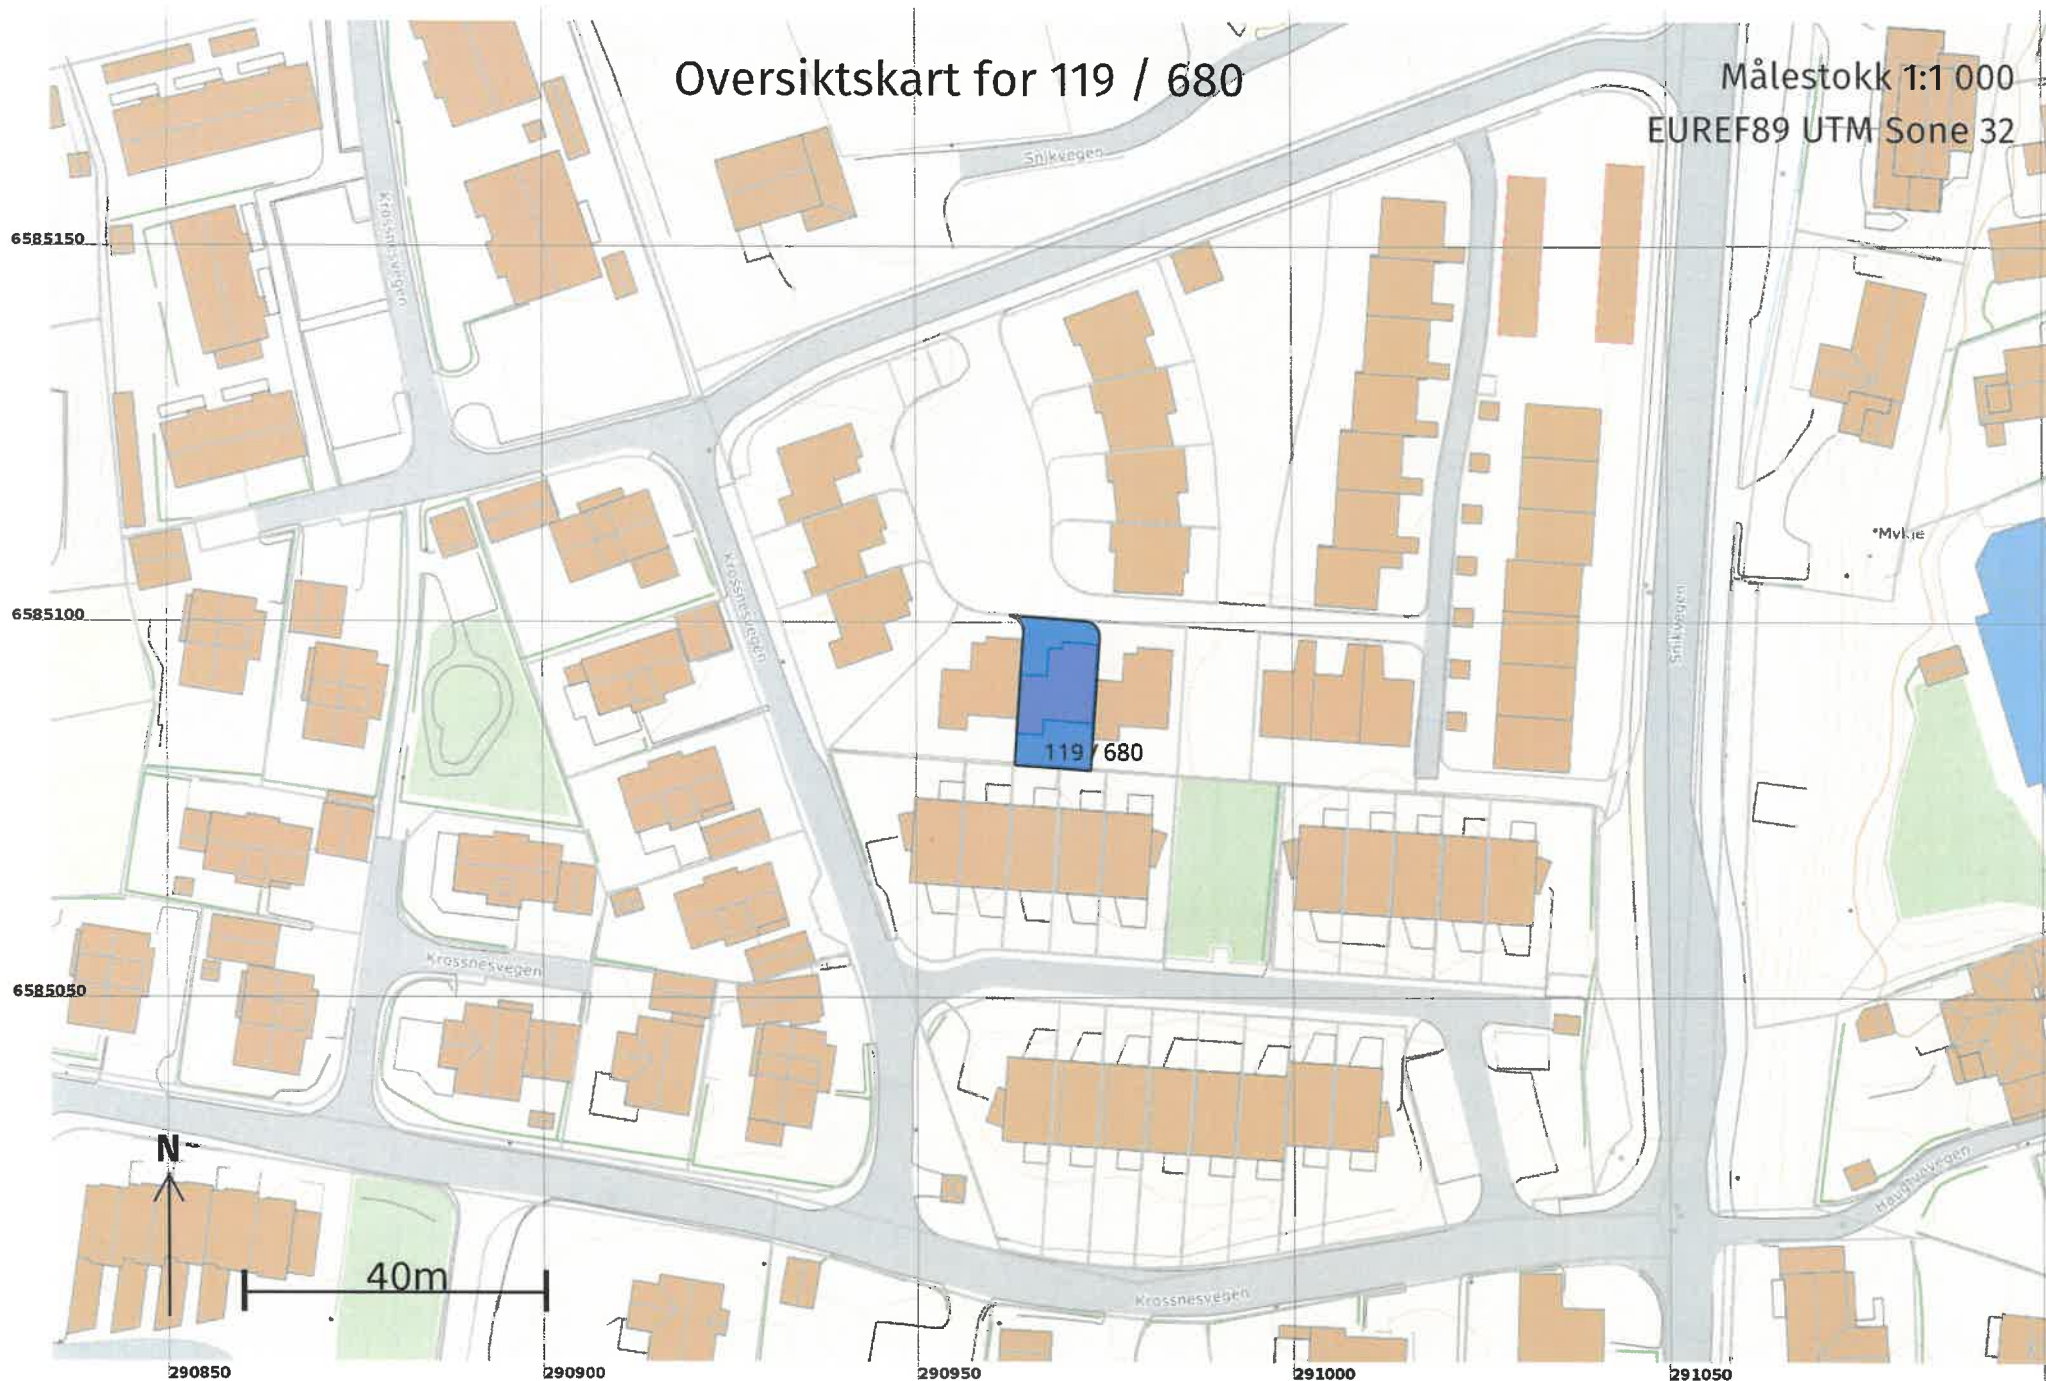 Oversiktskart for 119 / 680
Målestokk 1:1 000
EUREF89 UTM Sone 32
Snikvegen
Krossnesvegen
6585150
Krossnesvegen
Snikvegen
6585100
119 / 680
Krossnesvegen
6585050
N
40m
Krossnesvegen
290850
290900
290950
291000
291050